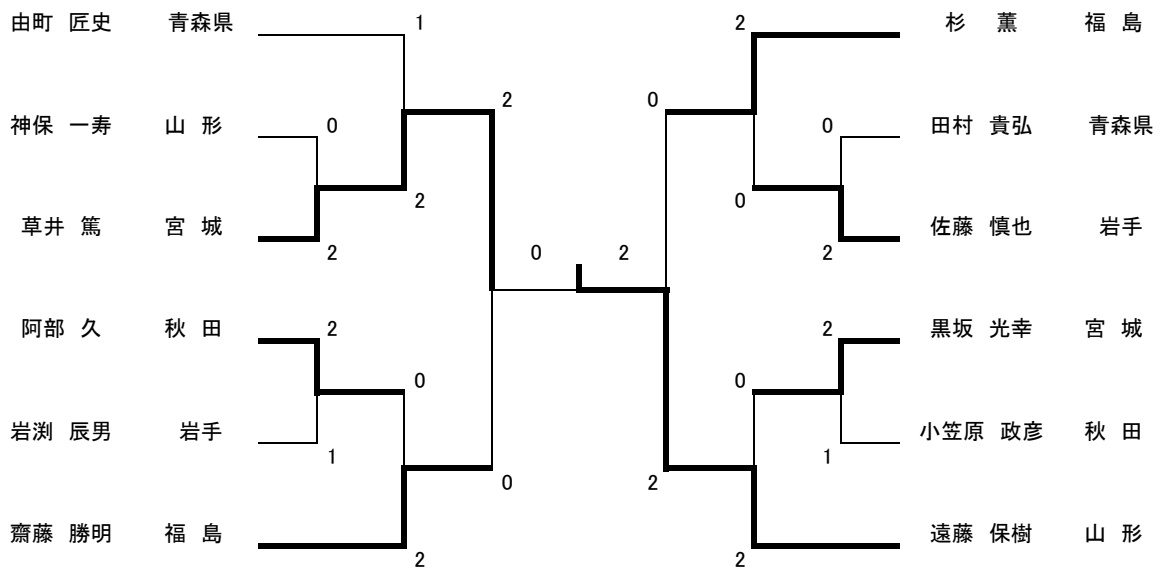 由町 匠史 青森県 1 2 杉 薫 福島
2 0
神保 一寿 山形 0 0 田村 貴弘 青森県
2 0
草井 篤 宮城 2 2 佐藤 慎也 岩手
0 2
阿部 久 秋田 2 2 黒坂 光幸 宮城
0 0
岩渕 辰男 岩手 1 1 小笠原 政彦 秋田
0 2
齋藤 勝明 福島 2 2 遠藤 保樹 山形